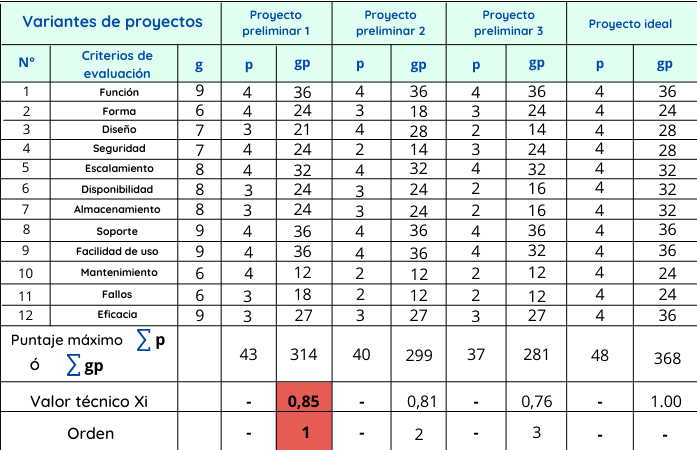 Variantes de proyectos Proyecto preliminar 1 Proyecto preliminar 2 Proyecto preliminar 3 Proyecto ideal
N° Criterios de evaluación g p gp p gp p gp p gp
1 Función 9 4 36 4 36 4 36 4 36
2 Forma 6 4 24 3 18 3 24 4 24
3 Diseño 7 3 21 4 28 2 14 4 28
4 Seguridad 7 4 24 2 14 3 24 4 28
5 Escalamiento 8 4 32 4 32 4 32 4 32
6 Disponibilidad 8 3 24 3 24 2 16 4 32
7 Almacenamiento 8 3 24 3 24 2 16 4 32
8 Soporte 9 4 36 4 36 4 36 4 36
9 Facilidad de uso 9 4 36 4 36 4 32 4 36
10 Mantenimiento 6 4 12 2 12 2 12 4 24
11 Fallos 6 3 18 2 12 2 12 4 24
12 Eficacia 9 3 27 3 27 3 27 4 36
Puntaje máximo ∑ p
ó ∑ gp 43 314 40 299 37 281 48 368
Valor técnico Xi - 0,85 - 0,81 - 0,76 - 1.00
Orden - 1 - 2 - 3 - -